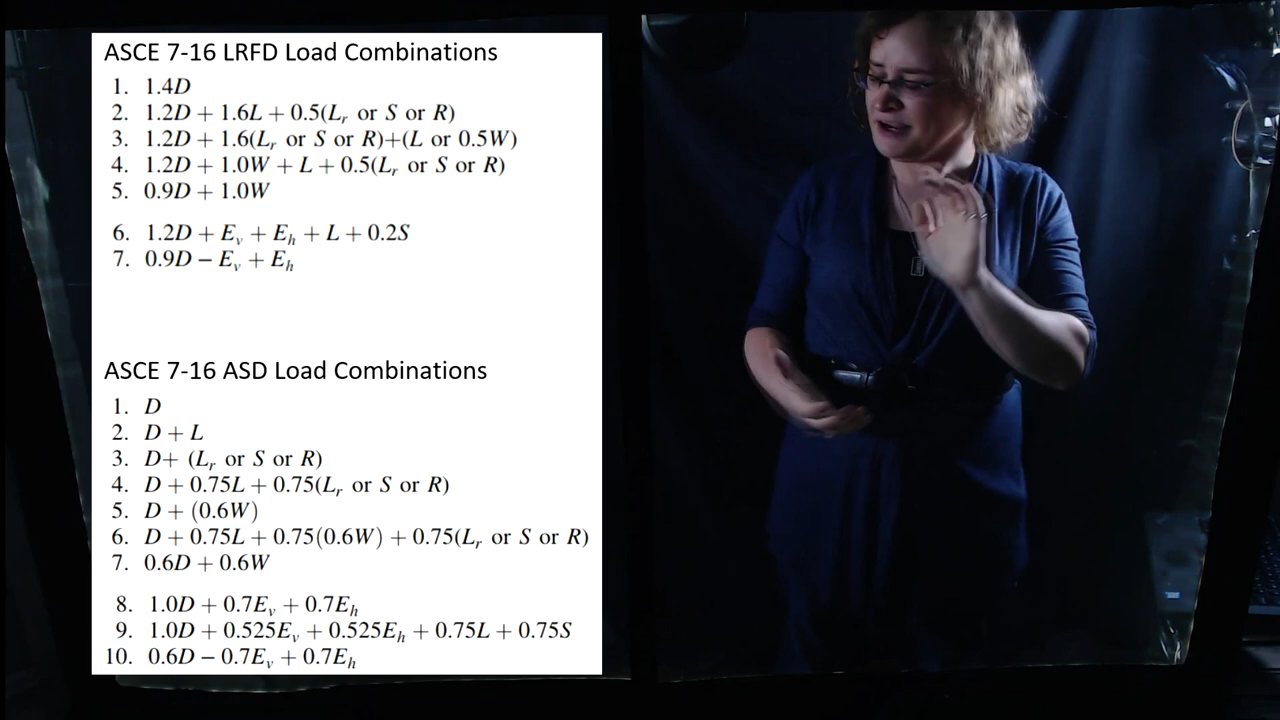 ASCE 7-16 LRFD Load Combinations
1. 1.4D
2. 1.2D + 1.6L + 0.5(Lr or S or R)
3. 1.2D + 1.6(Lr or S or R)+(L or 0.5W)
4. 1.2D + 1.0W + L + 0.5(Lr or S or R)
5. 0.9D + 1.0W
6. 1.2D + Ev + Eh + L + 0.2S
7. 0.9D − Ev + Eh
ASCE 7-16 ASD Load Combinations
1. D
2. D + L
3. D+ (Lr or S or R)
4. D + 0.75L + 0.75(Lr or S or R)
5. D + (0.6W)
6. D + 0.75L + 0.75(0.6W) + 0.75(Lr or S or R)
7. 0.6D + 0.6W
8. 1.0D + 0.7Ev + 0.7Eh
9. 1.0D + 0.525Ev + 0.525Eh + 0.75L + 0.75S
10. 0.6D − 0.7Ev + 0.7Eh